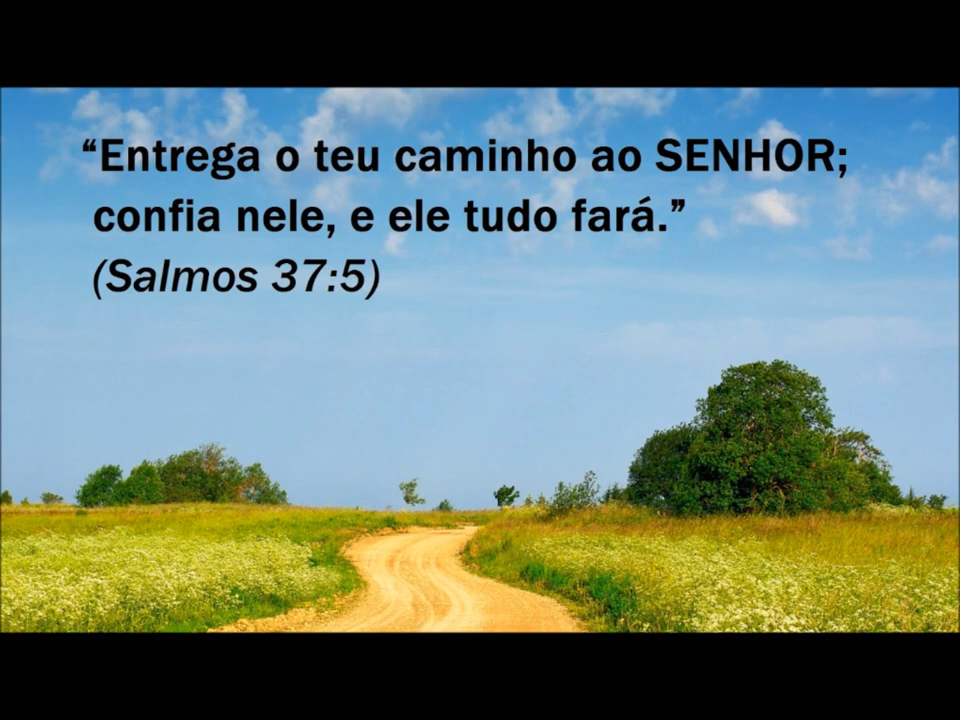 “Entrega o teu caminho ao SENHOR;
confia nele, e ele tudo fará.”
(Salmos 37:5)